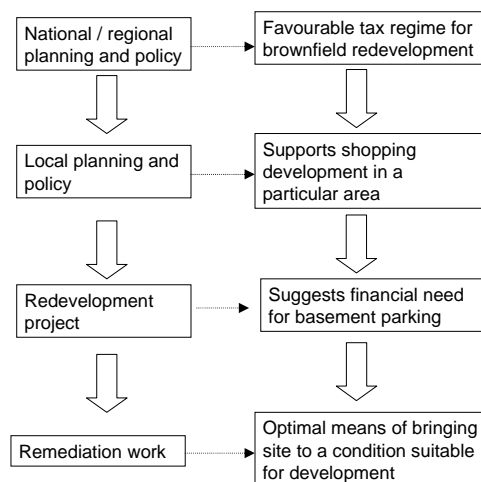 National / regional
planning and policy
Favourable tax regime for
brownfield redevelopment
Local planning and
policy
Supports shopping
development in a
particular area
Redevelopment
project
Suggests financial need
for basement parking
Remediation work
Optimal means of bringing
site to a condition suitable
for development